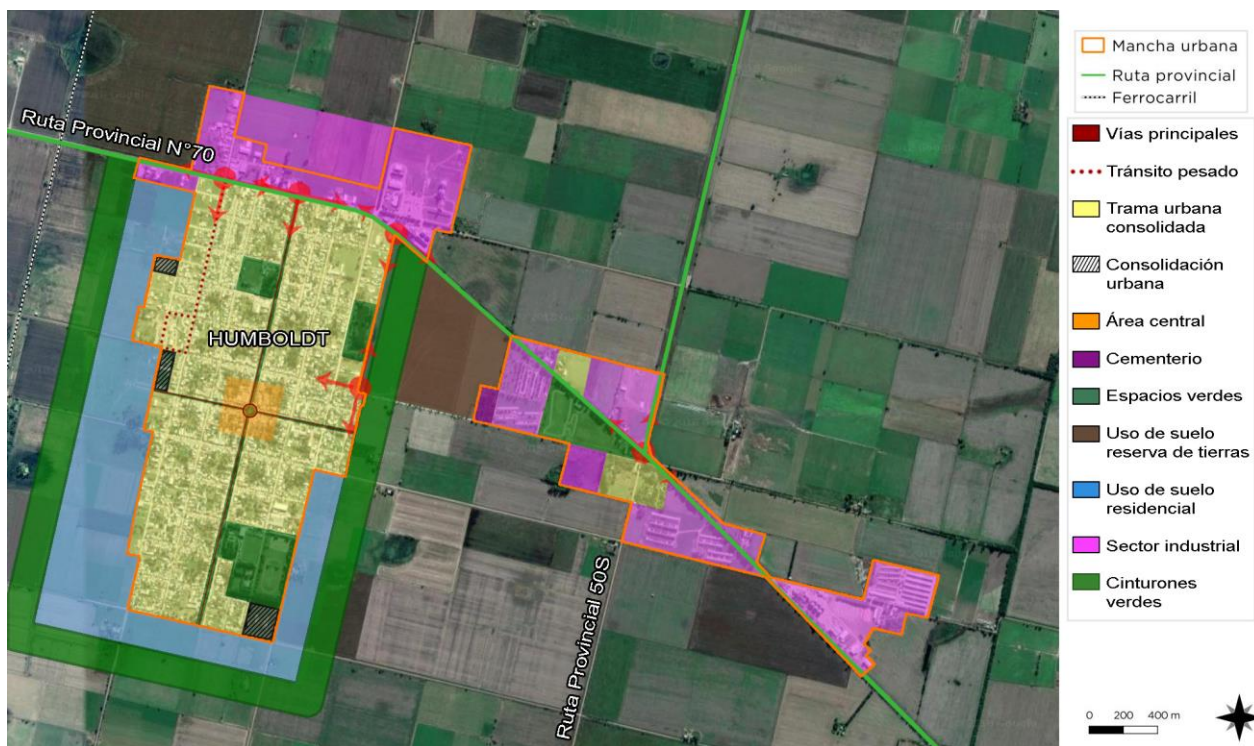 Ruta Provincial N°70
HUMBOLDT
Ruta Provincial 50S
Mancha urbana
Ruta provincial
Ferrocarril
Vías principales
Tránsito pesado
Trama urbana
consolidada
Consolidación
urbana
Área central
Cementerio
Espacios verdes
Uso de suelo
reserva de tierras
Uso de suelo
residencial
Sector industrial
Cinturones
verdes
0 200 400 m